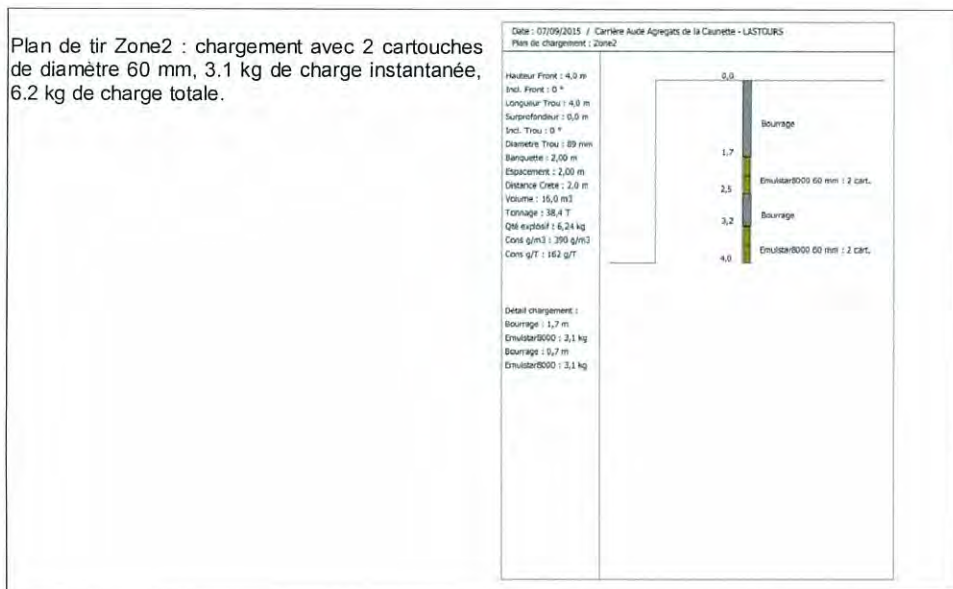 Plan de tir Zone2 : chargement avec 2 cartouches
de diamètre 60 mm, 3.1 kg de charge instantanée,
6.2 kg de charge totale.
Date : 07/09/2015 / Carrière Aude Agregats de la Caunette - LASTOURS
Plan de chargement : Zone2
Hauteur Front : 4,0 m
Incl. Front : 0 °
Longueur Trou : 4,0 m
Surprofondeur : 0,0 m
Incl. Trou : 0 °
Diametre Trou : 89 mm
Banquette : 2,00 m
Espacement : 2,00 m
Distance Crete : 2,0 m
Volume : 16,0 m3
Tonnage : 38,4 T
Qté explosif : 6,24 kg
Cons g/m3 : 390 g/m3
Cons g/T : 162 g/T
Détail chargement :
Bourrage : 1,7 m
Emulstar8000 : 3,1 kg
Bourrage : 0,7 m
Emulstar8000 : 3,1 kg
0,0
Bourrage
1,7
Emulstar8000 60 mm : 2 cart.
2,5
Bourrage
3,2
Emulstar8000 60 mm : 2 cart.
4,0